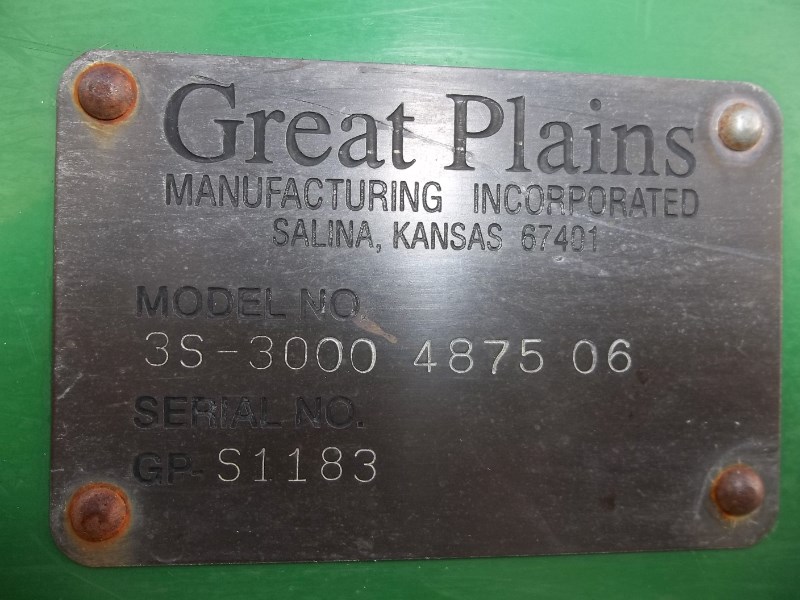 Great Plains
MANUFACTURING INCORPORATED
SALINA, KANSAS 67401
MODEL NO.
3S-3000 4875 06
SERIAL NO.
GP- S1183